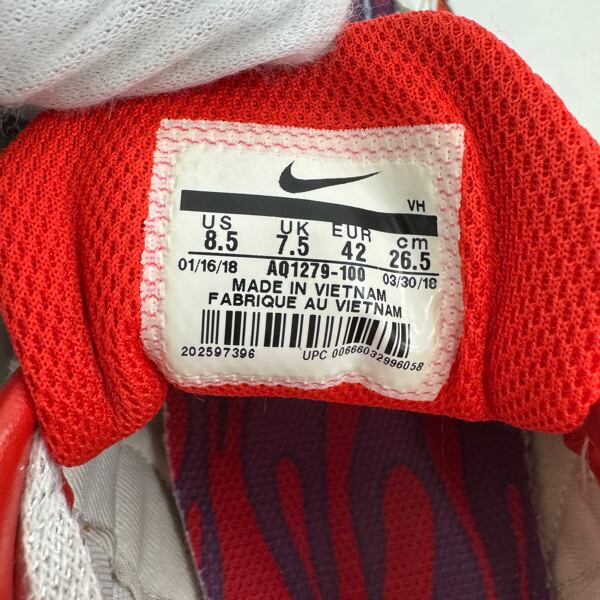 VH
US UK EUR cm
8.5 7.5 42 26.5
01/16/18 AQ1279-100 03/30/18
MADE IN VIETNAM
FABRIQUE AU VIETNAM
202597396 UPC 00666032996058